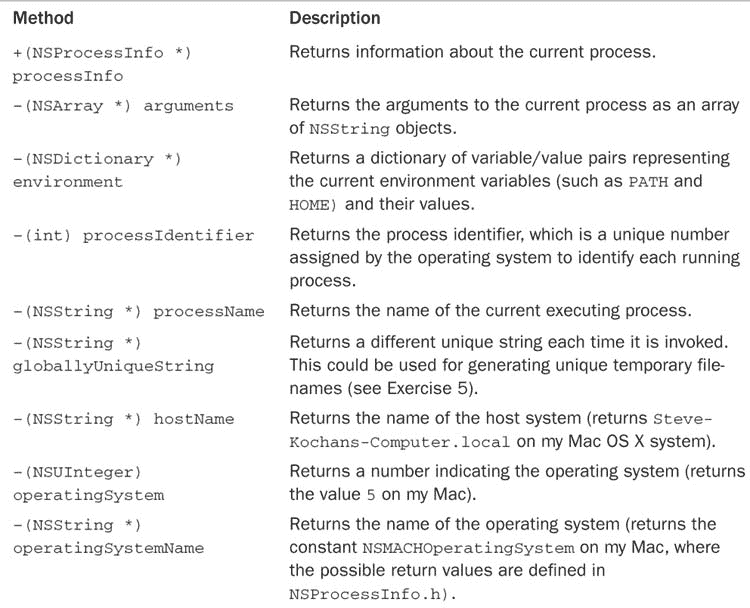 Method Description
+(NSProcessInfo *) Returns information about the current process.
processInfo
-(NSArray *) arguments Returns the arguments to the current process as an array
of NSString objects.
-(NSDictionary *) Returns a dictionary of variable/value pairs representing
environment the current environment variables (such as PATH and
HOME) and their values.
-(int) processIdentifier Returns the process identifier, which is a unique number
assigned by the operating system to identify each running
process.
-(NSString *) processName Returns the name of the current executing process.
-(NSString *) Returns a different unique string each time it is invoked.
globallyUniqueString This could be used for generating unique temporary file-
names (see Exercise 5).
-(NSString *) hostName Returns the name of the host system (returns Steve-
Kochans-Computer.local on my Mac OS X system).
-(NSUInteger) Returns a number indicating the operating system (returns
operatingSystem the value 5 on my Mac).
-(NSString *) Returns the name of the operating system (returns the
operatingSystemName constant NSMACHOperatingSystem on my Mac, where
the possible return values are defined in
NSProcessInfo.h).